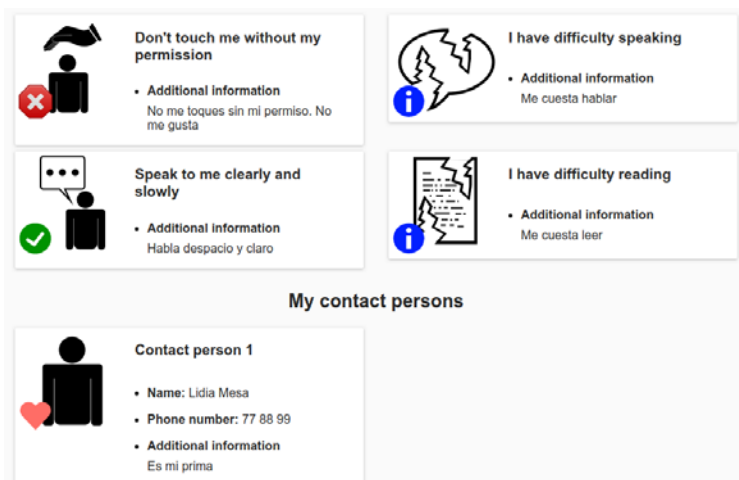 Don't touch me without my
permission
• Additional information
No me toques sin mi permiso. No
me gusta
I have difficulty speaking
• Additional information
Me cuesta hablar
Speak to me clearly and
slowly
• Additional information
Habla despacio y claro
I have difficulty reading
• Additional information
Me cuesta leer
My contact persons
Contact person 1
• Name: Lidia Mesa
• Phone number: 77 88 99
• Additional information
Es mi prima